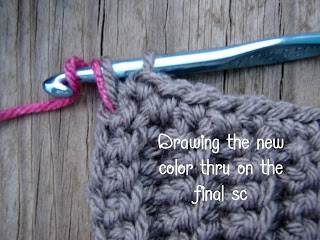 Drawing the new
color thru on the
final sc